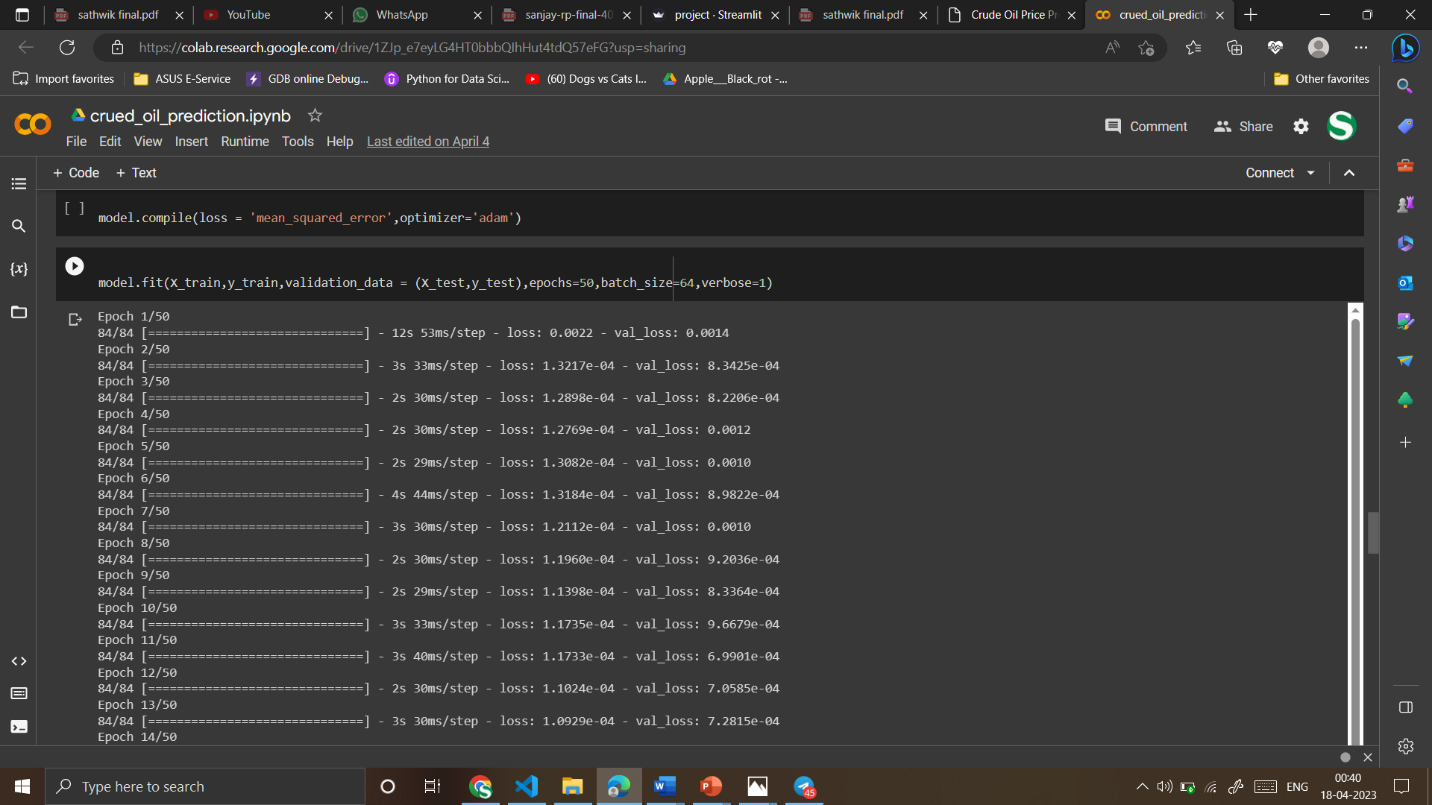 sathwik final.pdf
YouTube
WhatsApp
sanjay-rp-final-40
project · Streamlit
sathwik final.pdf
Crude Oil Price Pr
crued_oil_predicti
https://colab.research.google.com/drive/1ZJp_e7eyLG4HT0bbbQlhHut4tdQ57eFG?usp=sharing
Import favorites
ASUS E-Service
GDB online Debug...
Python for Data Sci...
(60) Dogs vs Cats I...
Apple___Black_rot -...
Other favorites
crued_oil_prediction.ipynb
File Edit View Insert Runtime Tools Help Last edited on April 4
Comment Share
+ Code + Text
Connect
[ ]
model.compile(loss = 'mean_squared_error',optimizer='adam')
model.fit(X_train,y_train,validation_data = (X_test,y_test),epochs=50,batch_size=64,verbose=1)
Epoch 1/50
84/84 [==============================] - 12s 53ms/step - loss: 0.0022 - val_loss: 0.0014
Epoch 2/50
84/84 [==============================] - 3s 33ms/step - loss: 1.3217e-04 - val_loss: 8.3425e-04
Epoch 3/50
84/84 [==============================] - 2s 30ms/step - loss: 1.2898e-04 - val_loss: 8.2206e-04
Epoch 4/50
84/84 [==============================] - 2s 30ms/step - loss: 1.2769e-04 - val_loss: 0.0012
Epoch 5/50
84/84 [==============================] - 2s 29ms/step - loss: 1.3082e-04 - val_loss: 0.0010
Epoch 6/50
84/84 [==============================] - 4s 44ms/step - loss: 1.3184e-04 - val_loss: 8.9822e-04
Epoch 7/50
84/84 [==============================] - 3s 30ms/step - loss: 1.2112e-04 - val_loss: 0.0010
Epoch 8/50
84/84 [==============================] - 2s 30ms/step - loss: 1.1960e-04 - val_loss: 9.2036e-04
Epoch 9/50
84/84 [==============================] - 2s 29ms/step - loss: 1.1398e-04 - val_loss: 8.3364e-04
Epoch 10/50
84/84 [==============================] - 3s 33ms/step - loss: 1.1735e-04 - val_loss: 9.6679e-04
Epoch 11/50
84/84 [==============================] - 3s 40ms/step - loss: 1.1733e-04 - val_loss: 6.9901e-04
Epoch 12/50
84/84 [==============================] - 2s 30ms/step - loss: 1.1024e-04 - val_loss: 7.0585e-04
Epoch 13/50
84/84 [==============================] - 3s 30ms/step - loss: 1.0929e-04 - val_loss: 7.2815e-04
Epoch 14/50
Type here to search
45
ENG
00:40
18-04-2023